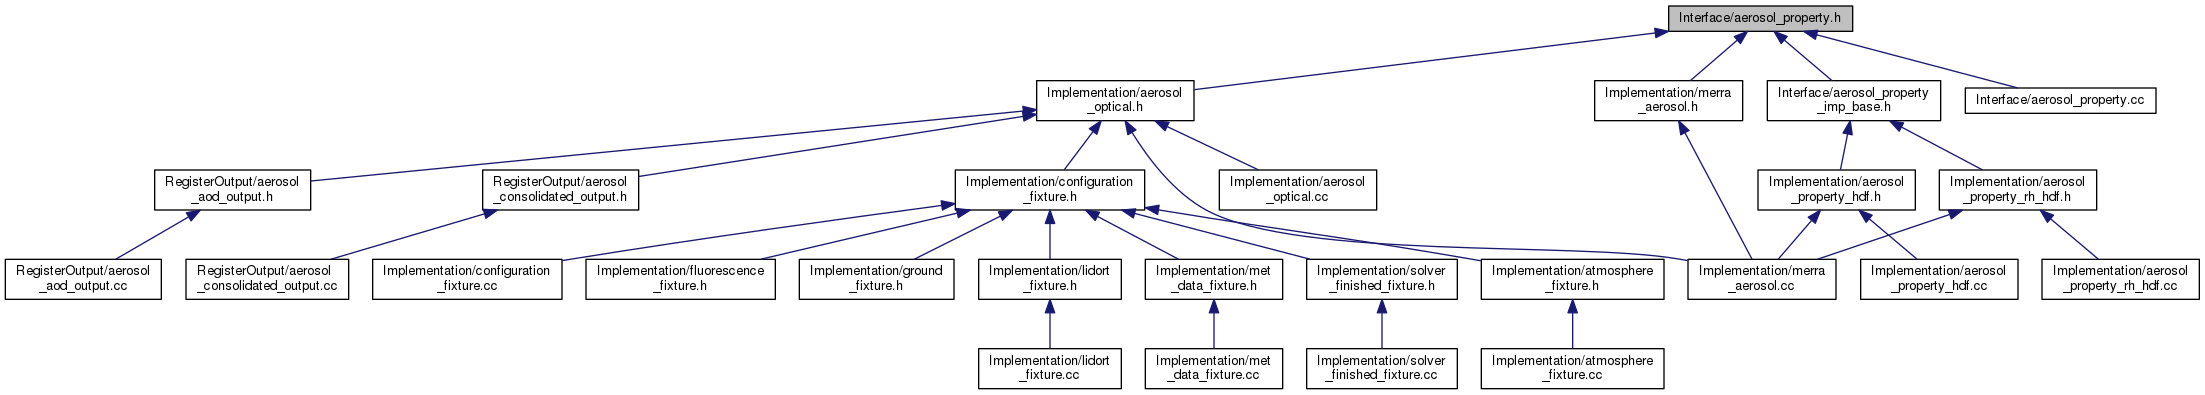 Interface/aerosol_property.h
Implementation/aerosol
_optical.h
Implementation/merra
_aerosol.h
Interface/aerosol_property
_imp_base.h
Interface/aerosol_property.cc
RegisterOutput/aerosol
_aod_output.h
RegisterOutput/aerosol
_consolidated_output.h
Implementation/configuration
_fixture.h
Implementation/aerosol
_optical.cc
Implementation/aerosol
_property_hdf.h
Implementation/aerosol
_property_rh_hdf.h
RegisterOutput/aerosol
_aod_output.cc
RegisterOutput/aerosol
_consolidated_output.cc
Implementation/configuration
_fixture.cc
Implementation/fluorescence
_fixture.h
Implementation/ground
_fixture.h
Implementation/lidort
_fixture.h
Implementation/met
_data_fixture.h
Implementation/solver
_finished_fixture.h
Implementation/atmosphere
_fixture.h
Implementation/merra
_aerosol.cc
Implementation/aerosol
_property_hdf.cc
Implementation/aerosol
_property_rh_hdf.cc
Implementation/lidort
_fixture.cc
Implementation/met
_data_fixture.cc
Implementation/solver
_finished_fixture.cc
Implementation/atmosphere
_fixture.cc